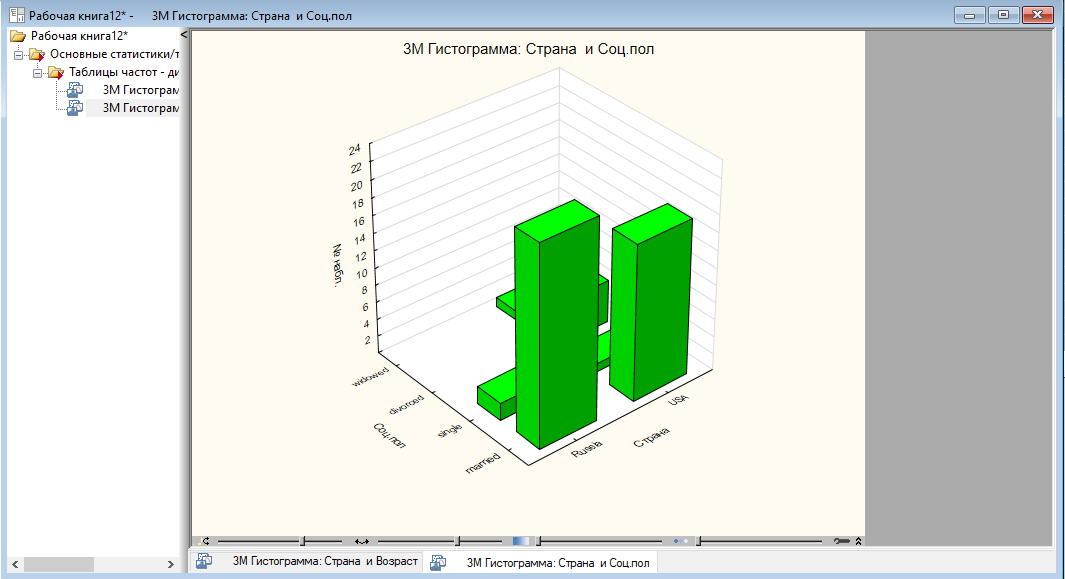 Рабочая книга12* - 3М Гистограмма: Страна и Соц.пол
Рабочая книга12*
Основные статистики/т
Таблицы частот - ди
3М Гистограм
3М Гистограм
3М Гистограмма: Страна и Соц.пол
24
22
20
18
16
14
12
10
8
6
4
2
№ набл.
widowed
divorced
single
married
Соц.пол
Russia
USA
Страна
3М Гистограмма: Страна и Возраст
3М Гистограмма: Страна и Соц.пол